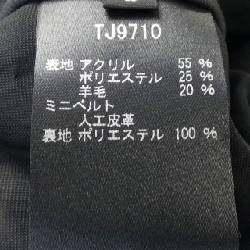 TJ9710
表地 アクリル 55 %
ポリエステル 25 %
羊毛 20 %
ミニベルト
人工皮革
裏地 ポリエステル 100 %